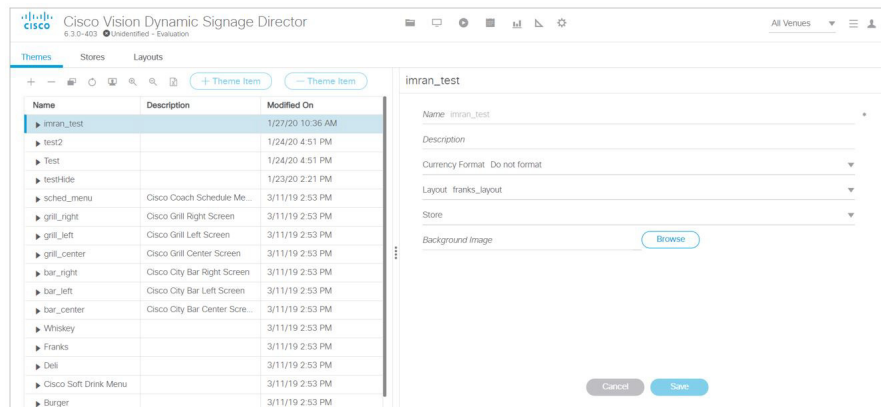 CISCO Cisco Vision Dynamic Signage Director
6.3.0-403 Unidentified - Evaluation
All Venues
Themes Stores Layouts
+ Theme Item — Theme Item
Name Description Modified On
imran_test 1/27/20 10:36 AM
test2 1/24/20 4:51 PM
Test 1/24/20 4:51 PM
testHide 1/23/20 2:21 PM
sched_menu Cisco Coach Schedule Me... 3/11/19 2:53 PM
grill_right Cisco Grill Right Screen 3/11/19 2:53 PM
grill_left Cisco Grill Left Screen 3/11/19 2:53 PM
grill_center Cisco Grill Center Screen 3/11/19 2:53 PM
bar_right Cisco City Bar Right Screen 3/11/19 2:53 PM
bar_left Cisco City Bar Left Screen 3/11/19 2:53 PM
bar_center Cisco City Bar Center Scre... 3/11/19 2:53 PM
Whiskey 3/11/19 2:53 PM
Franks 3/11/19 2:53 PM
Deli 3/11/19 2:53 PM
Cisco Soft Drink Menu 3/11/19 2:53 PM
Burger 3/11/19 2:53 PM
imran_test
Name imran_test *
Description
Currency Format Do not format
Layout franks_layout
Store
Background Image Browse
Cancel Save